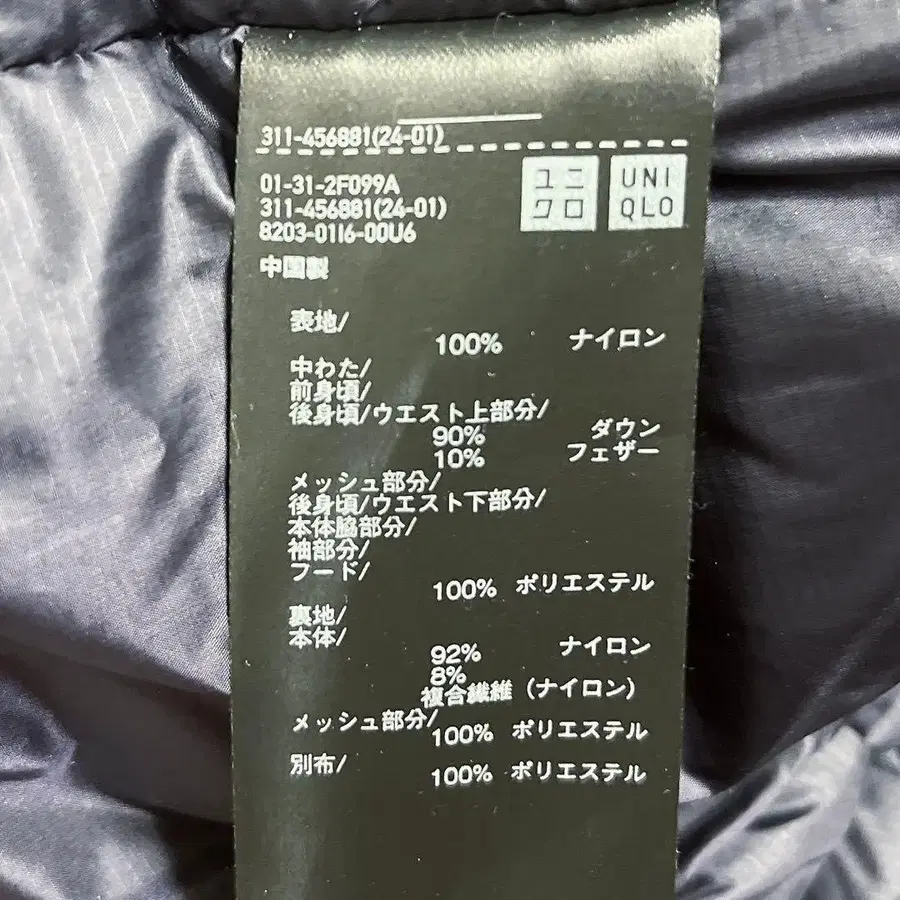 311-456881(24-01)
01-31-2F099A
311-456881(24-01)
8203-01I6-00U6
ユニクロ
UNIQLO
中国製
表地/
100% ナイロン
中わた/
前身頃/
後身頃/ウエスト上部分/
90% ダウン
10% フェザー
メッシュ部分/
後身頃/ウエスト下部分/
本体脇部分/
袖部分/
フード/
100% ポリエステル
裏地/
本体/
92% ナイロン
8%
複合繊維(ナイロン)
メッシュ部分/
100% ポリエステル
別布/
100% ポリエステル